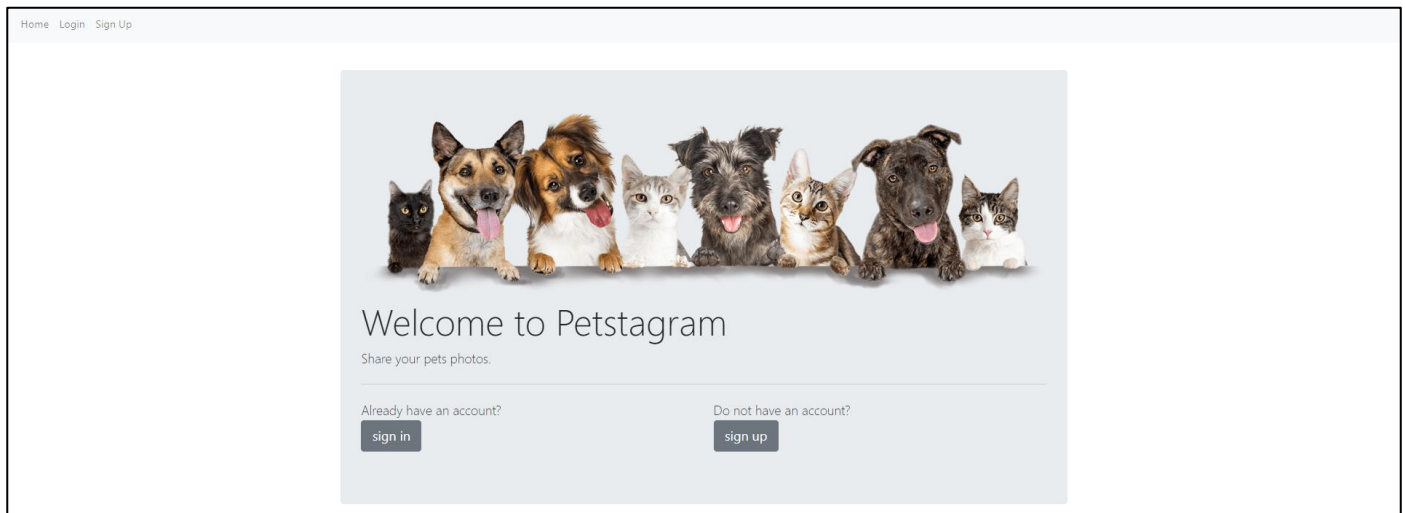 Home Login Sign Up
Welcome to Petstagram
Share your pets photos.
Already have an account?
sign in
Do not have an account?
sign up